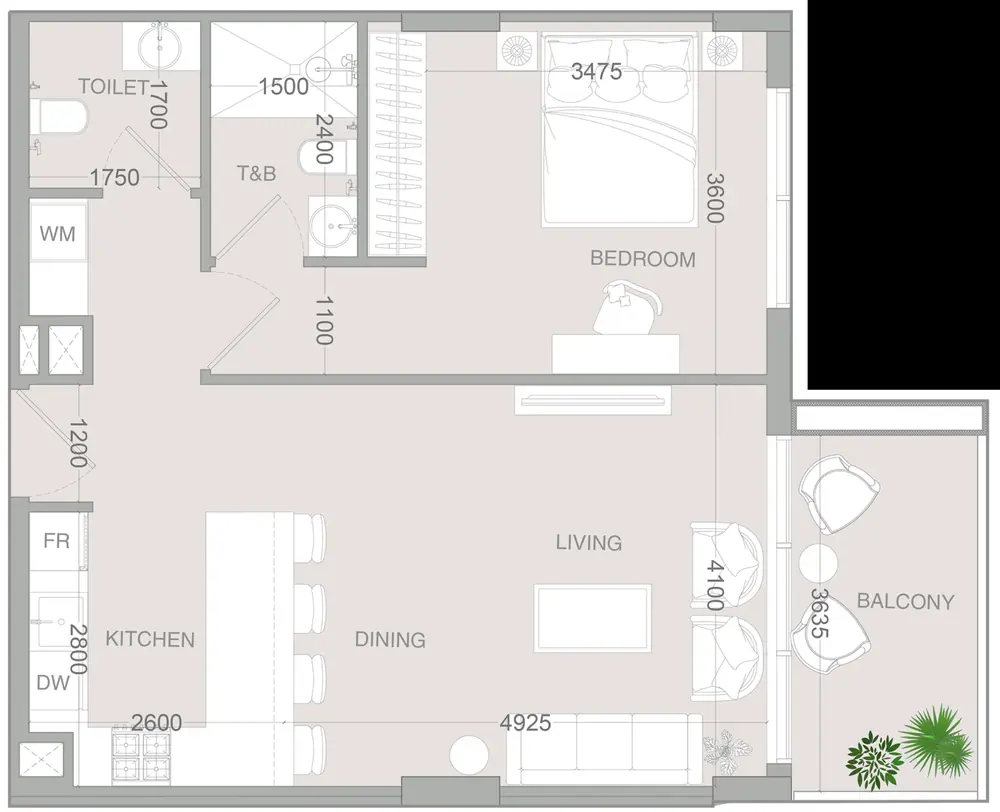 TOILET
1700
1750
1500
2400
T&B
3475
3600
BEDROOM
WM
1100
1200
FR
KITCHEN
2800
DW
2600
DINING
LIVING
4100
4925
3635
BALCONY